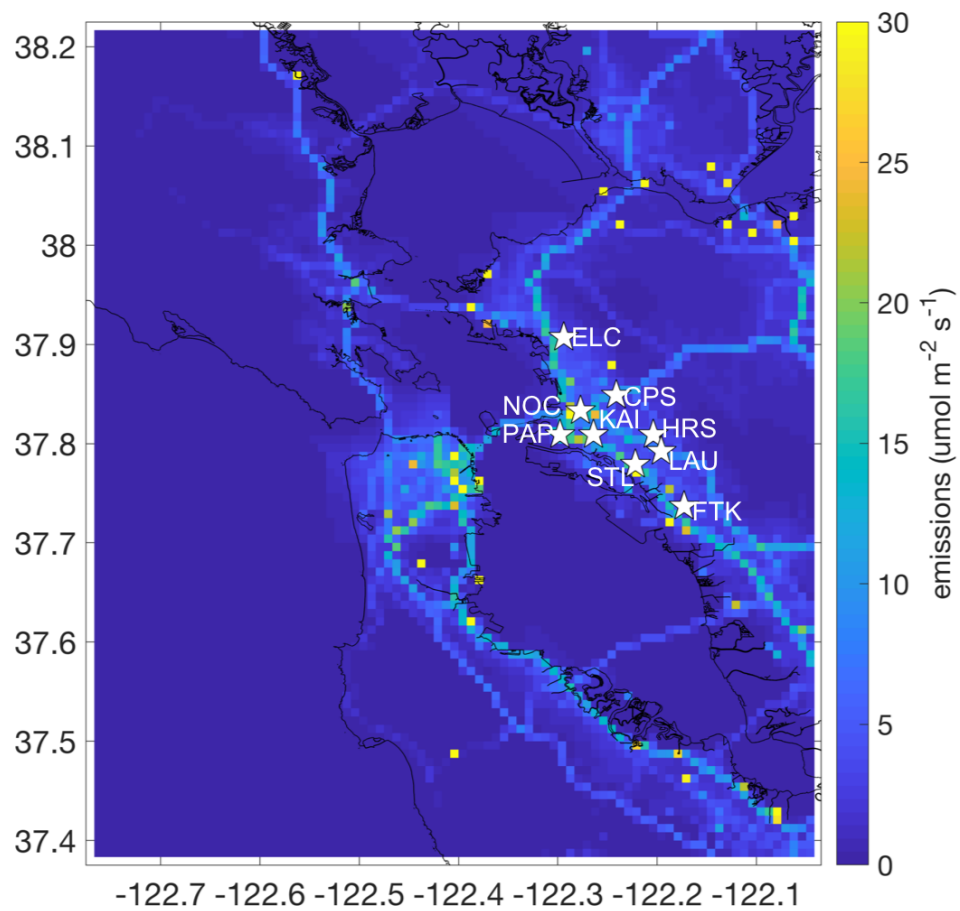 38.2
38.1
38
37.9
37.8
37.7
37.6
37.5
37.4
-122.7 -122.6 -122.5 -122.4 -122.3 -122.2 -122.1
ELC
CPS
NOC
KAI
PAP
HRS
LAU
STL
FTK
30
25
20
15
10
5
0
emissions (umol m⁻² s⁻¹)